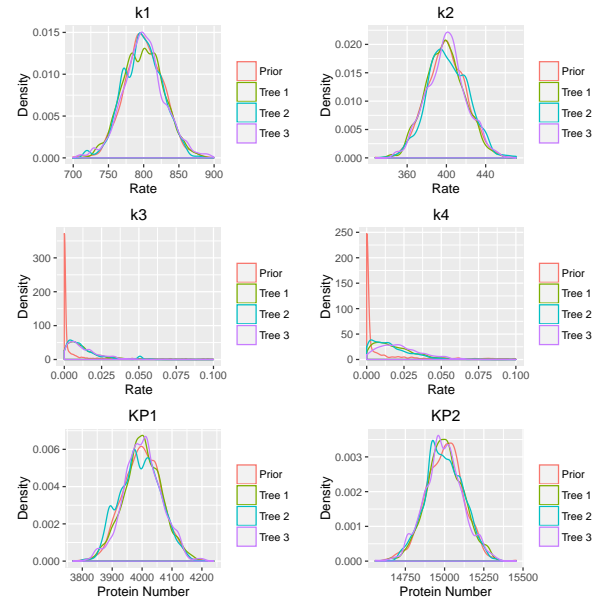 k1
0.015
0.010
0.005
0.000
Density
700 750 800 850 900
Rate
Prior
Tree 1
Tree 2
Tree 3
k2
0.020
0.015
0.010
0.005
0.000
Density
360 400 440
Rate
Prior
Tree 1
Tree 2
Tree 3
k3
300
200
100
0
Density
0.000 0.025 0.050 0.075 0.100
Rate
Prior
Tree 1
Tree 2
Tree 3
k4
250
200
150
100
50
0
Density
0.000 0.025 0.050 0.075 0.100
Rate
Prior
Tree 1
Tree 2
Tree 3
KP1
0.006
0.004
0.002
0.000
Density
3800 3900 4000 4100 4200
Protein Number
Prior
Tree 1
Tree 2
Tree 3
KP2
0.003
0.002
0.001
0.000
Density
14750 15000 15250 15500
Protein Number
Prior
Tree 1
Tree 2
Tree 3